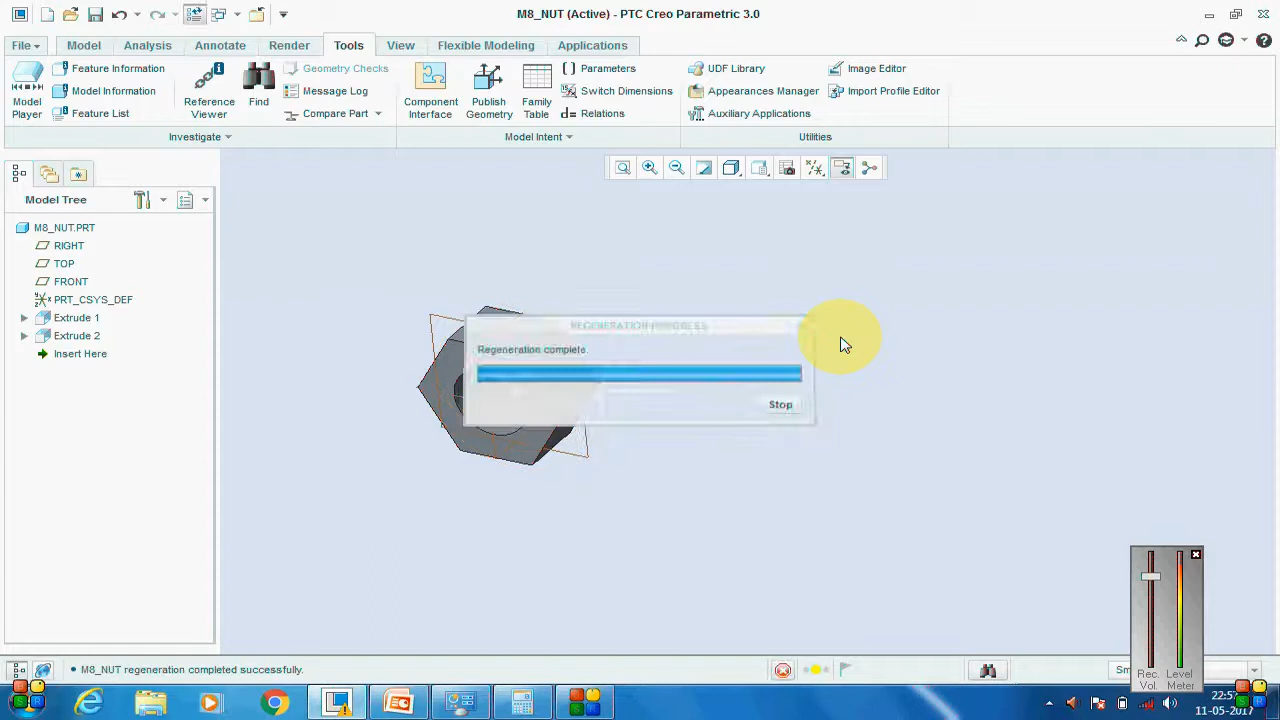 M8_NUT (Active) - PTC Creo Parametric 3.0
File Model Analysis Annotate Render Tools View Flexible Modeling Applications
Model Player
Feature Information
Model Information
Feature List
Reference Viewer
Find
Geometry Checks
Message Log
Compare Part
Investigate
Component Interface
Publish Geometry
Family Table
Parameters
Switch Dimensions
d= Relations
Model Intent
UDF Library
Appearances Manager
Auxiliary Applications
Image Editor
Import Profile Editor
Utilities
Model Tree
M8_NUT.PRT
RIGHT
TOP
FRONT
PRT_CSYS_DEF
Extrude 1
Extrude 2
Insert Here
Regeneration complete.
Stop
M8_NUT regeneration completed successfully.
Rec. Vol.
Level Meter